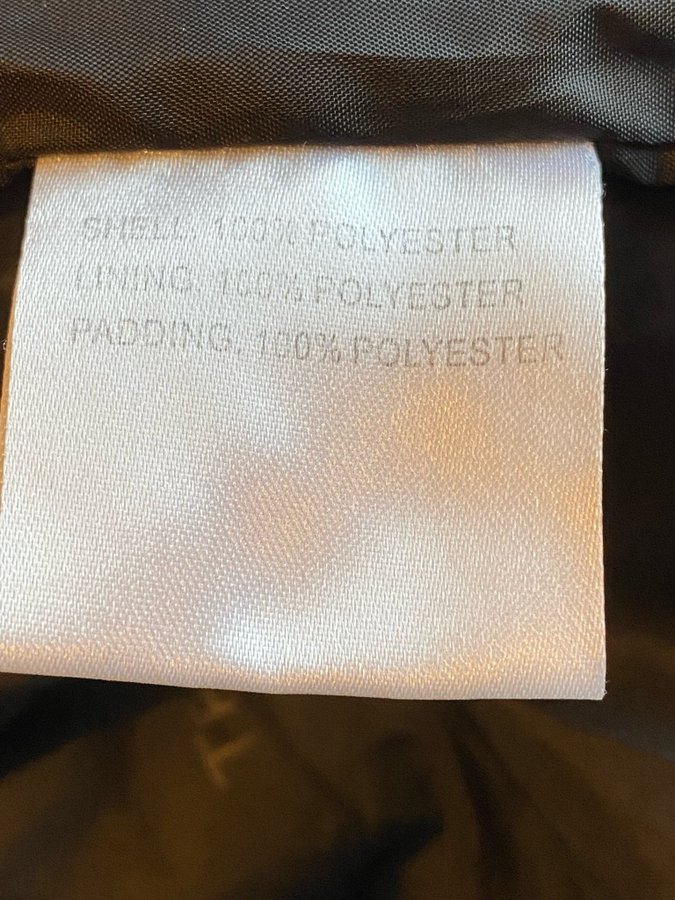 SHELL: 100% POLYESTER
LINING: 100% POLYESTER
PADDING: 100% POLYESTER